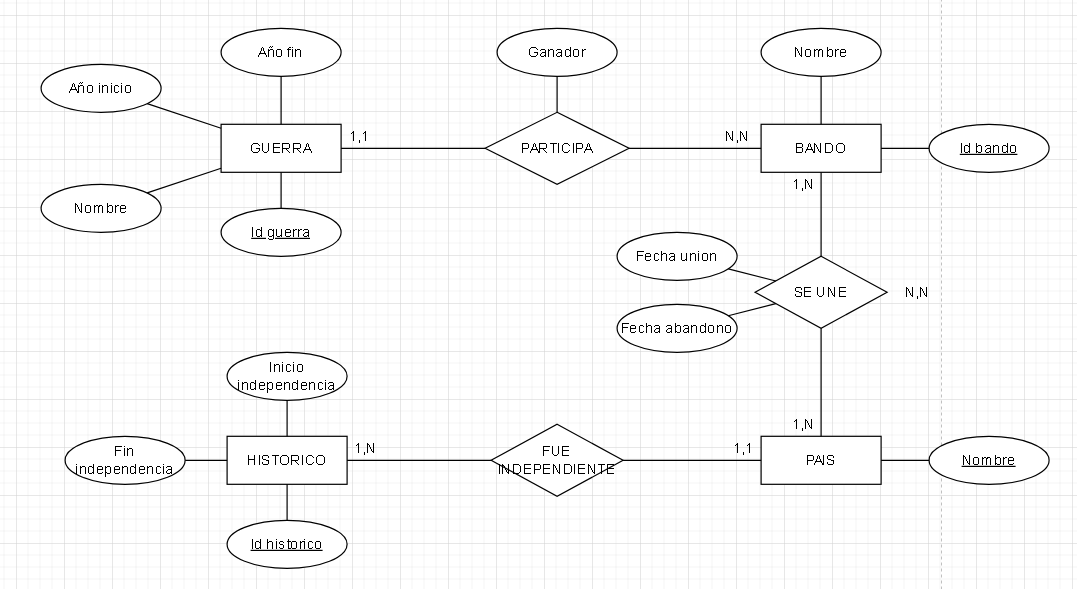 Año fin
Ganador
Nombre
Año inicio
1,1
N,N
GUERRA
PARTICIPA
BANDO
Id bando
1,N
Nombre
Id guerra
Fecha union
SE UNE
N,N
Fecha abandono
Inicio
independencia
1,N
Fin
independencia
HISTORICO
1,N
FUE
INDEPENDIENTE
1,1
PAIS
Nombre
Id historico